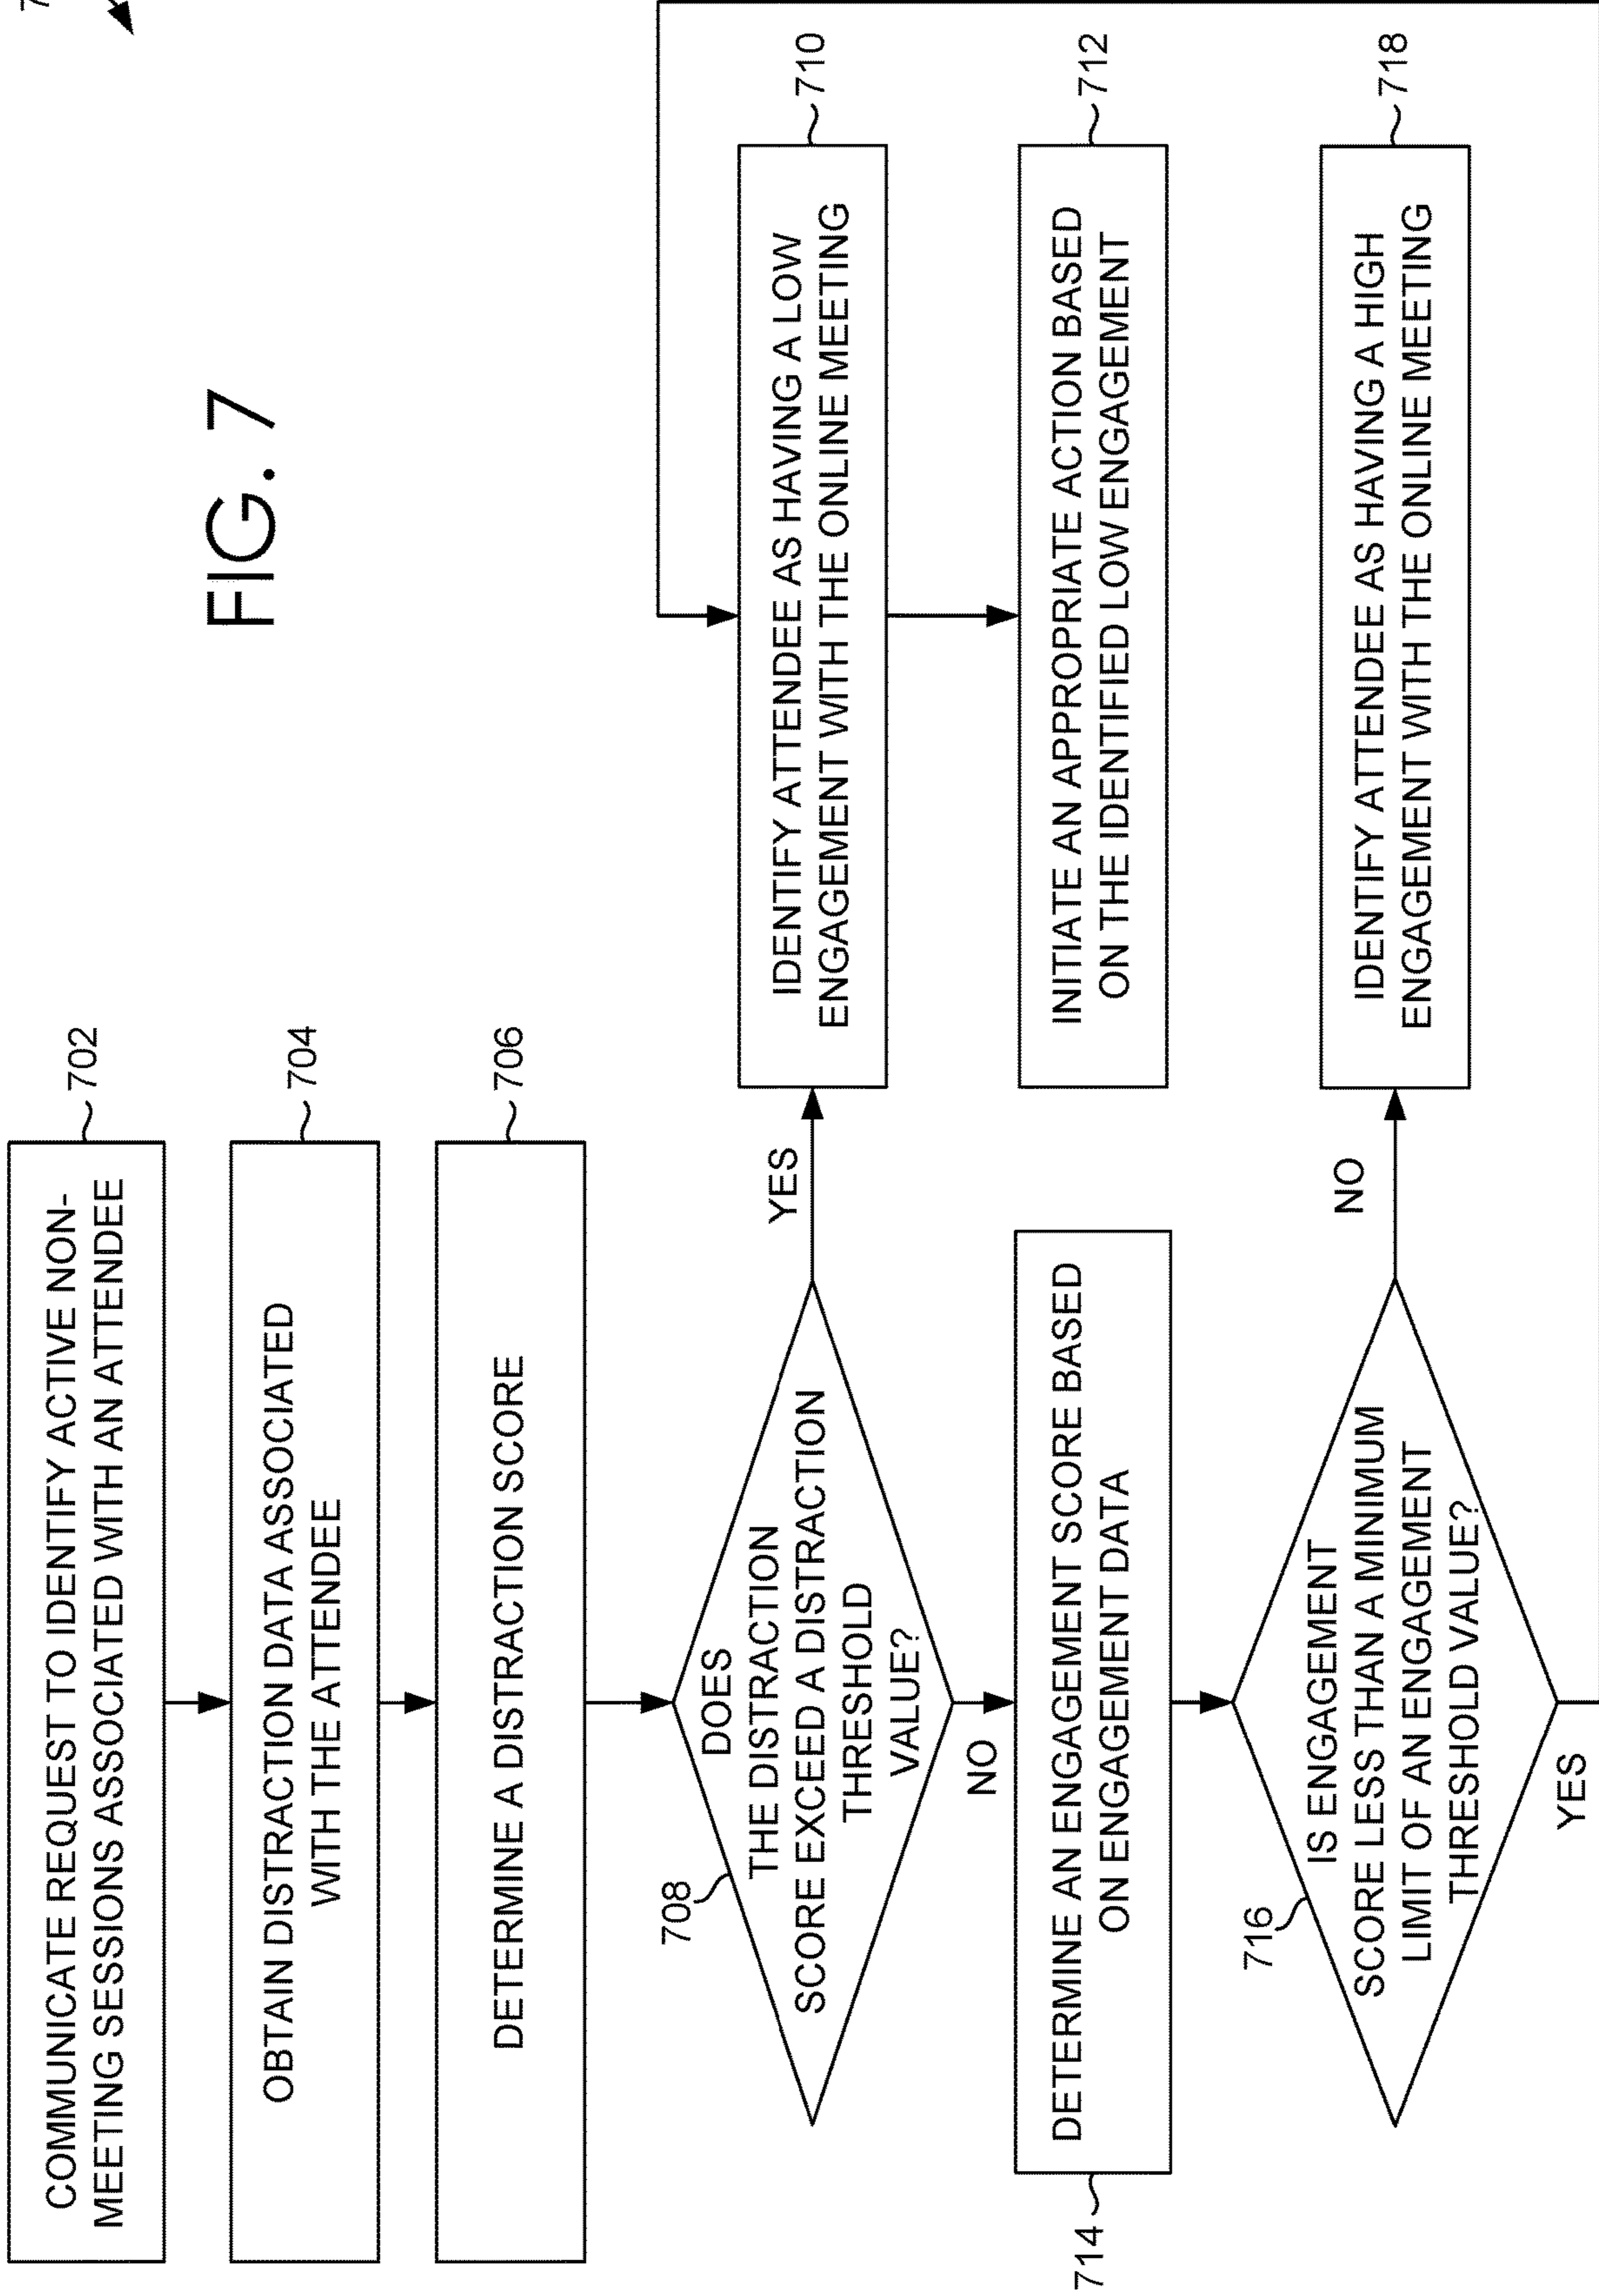 COMMUNICATE REQUEST TO IDENTIFY ACTIVE NON-
MEETING SESSIONS ASSOCIATED WITH AN ATTENDEE
702
OBTAIN DISTRACTION DATA ASSOCIATED
WITH THE ATTENDEE
704
DETERMINE A DISTRACTION SCORE
706
708
DOES
THE DISTRACTION
SCORE EXCEED A DISTRACTION
THRESHOLD
VALUE?
YES
IDENTIFY ATTENDEE AS HAVING A LOW
ENGAGEMENT WITH THE ONLINE MEETING
710
NO
INITIATE AN APPROPRIATE ACTION BASED
ON THE IDENTIFIED LOW ENGAGEMENT
712
714
DETERMINE AN ENGAGEMENT SCORE BASED
ON ENGAGEMENT DATA
716
IS ENGAGEMENT
SCORE LESS THAN A MINIMUM
LIMIT OF AN ENGAGEMENT
THRESHOLD VALUE?
NO
IDENTIFY ATTENDEE AS HAVING A HIGH
ENGAGEMENT WITH THE ONLINE MEETING
718
YES
FIG. 7